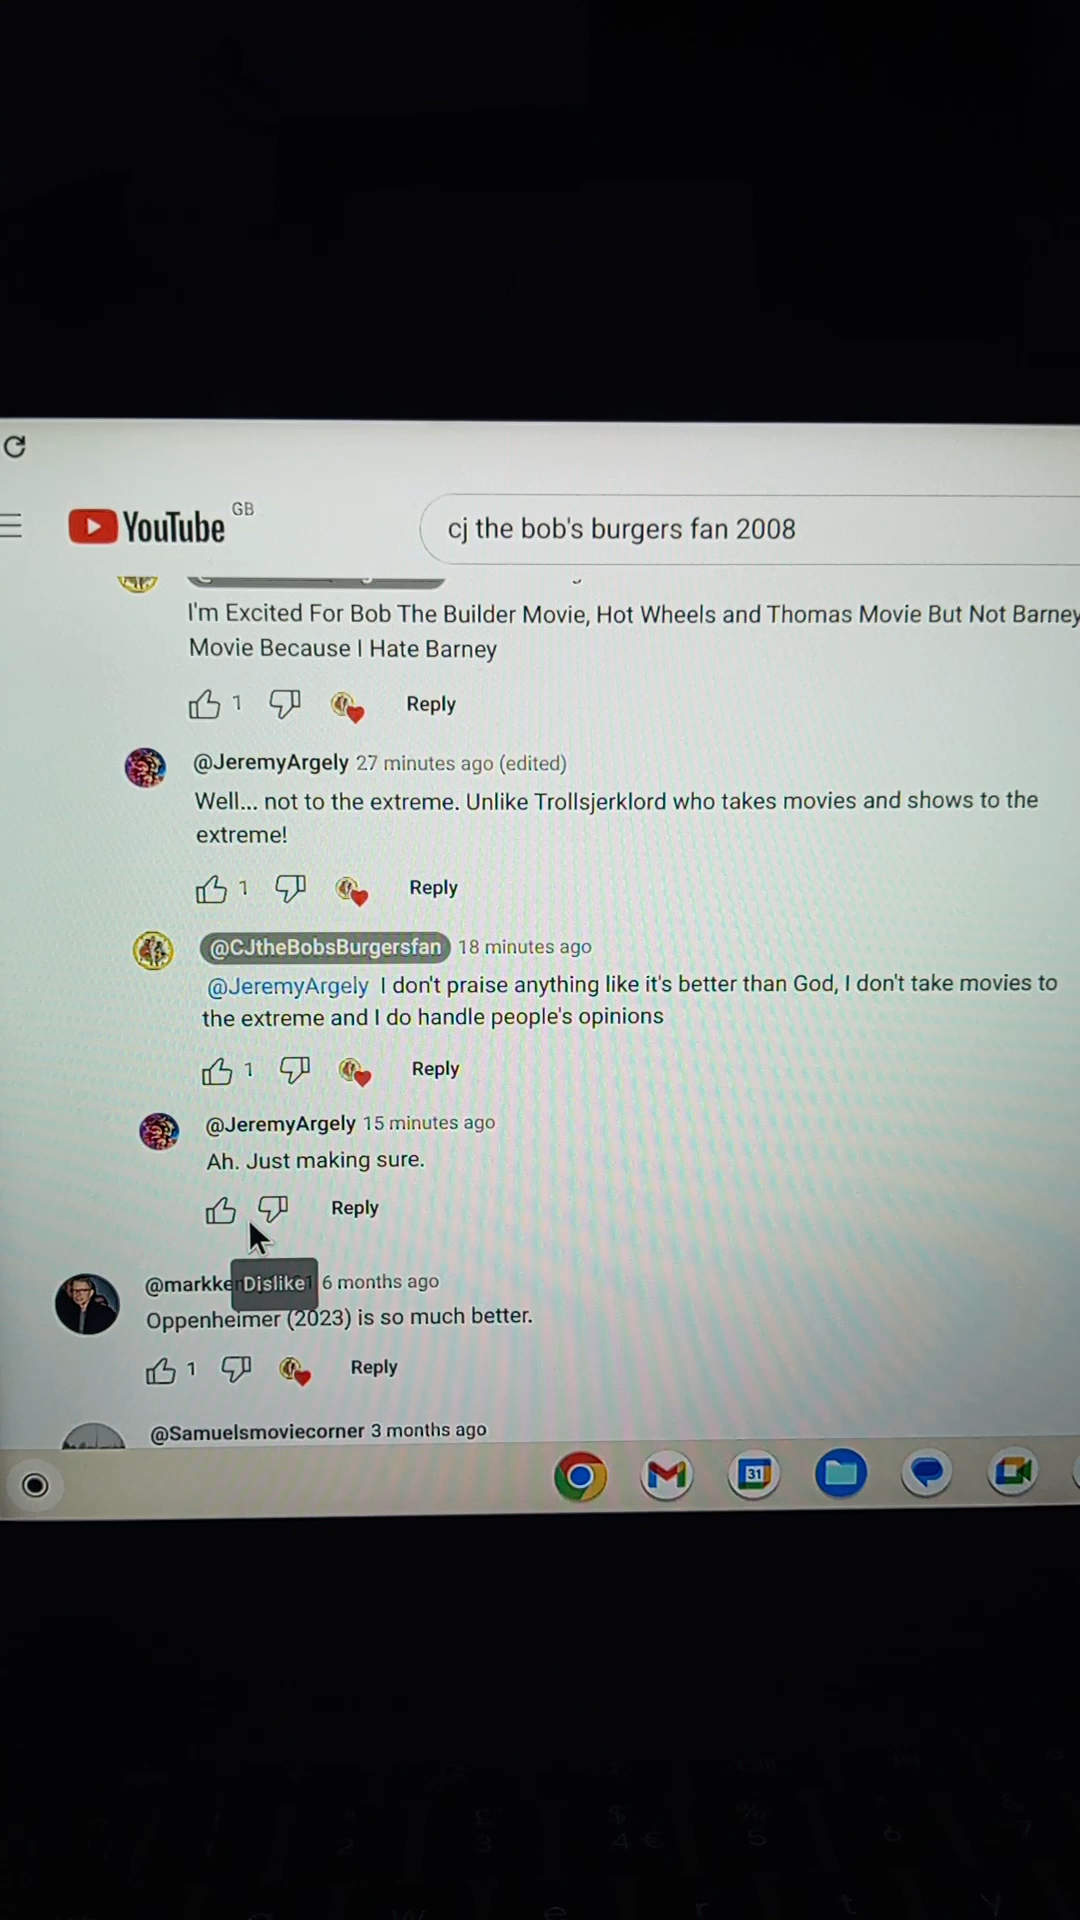 YouTube GB
cj the bob's burgers fan 2008
I'm Excited For Bob The Builder Movie, Hot Wheels and Thomas Movie But Not Barney
Movie Because I Hate Barney
1 Reply
@JeremyArgely 27 minutes ago (edited)
Well... not to the extreme. Unlike Trollsjerklord who takes movies and shows to the
extreme!
1 Reply
@CJtheBobsBurgersfan 18 minutes ago
@JeremyArgely I don't praise anything like it's better than God, I don't take movies to
the extreme and I do handle people's opinions
1 Reply
@JeremyArgely 15 minutes ago
Ah. Just making sure.
Reply
Dislike
6 months ago
Oppenheimer (2023) is so much better.
1 Reply
@Samuelsmoviecorner 3 months ago
31